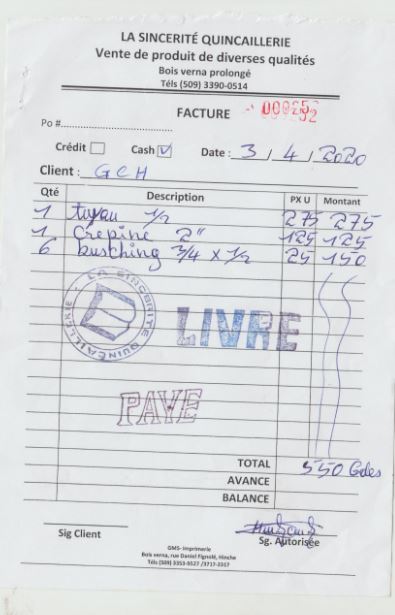 LA SINCERITÉ QUINCAILLERIE
Vente de produit de diverses qualités
Bois verna prolongé
Téls (509) 3390-0514
FACTURE 000252
Po #
Crédit Cash Date : 3 / 4 / 2020
Client : GCH
Qté Description PX U Montant
1 tuyau 1/2 275 275
1 Crepine 2" 125 125
6 busching 3/4 x 1/2 25 150
LA SINCERITE QUINCAILLERIE
LIVRE
PAYE
TOTAL 550 Gdes
AVANCE
BALANCE
Sig Client Sg. Autorisée
GMS- Imprimerie
Bois verna, rue Daniel Fignolé, Hinche